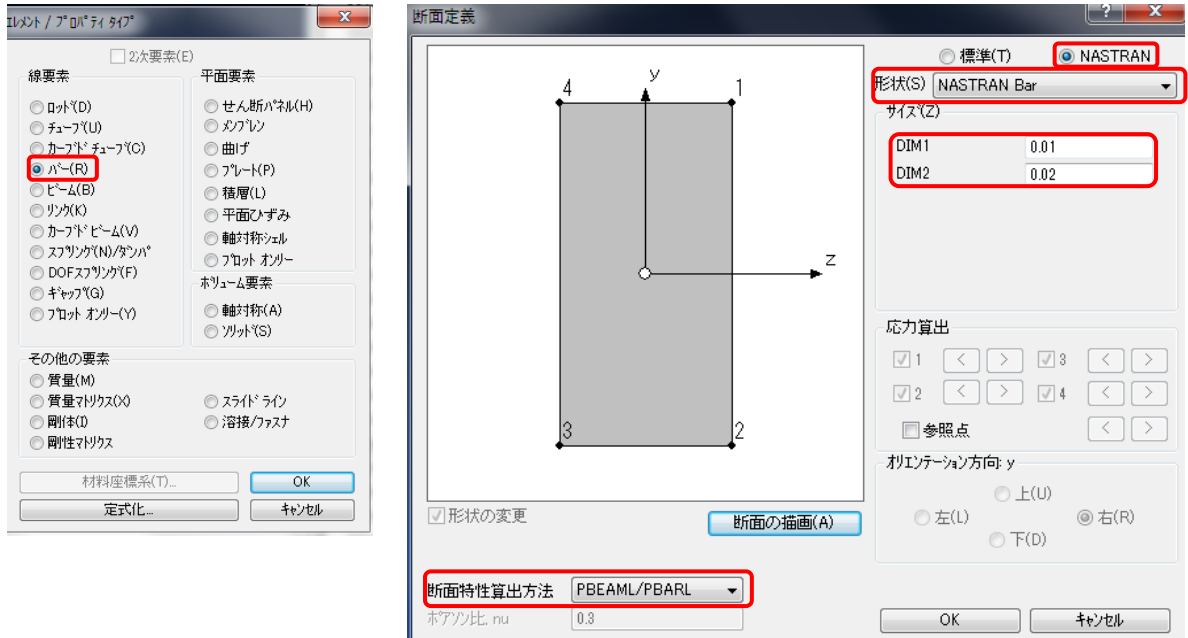 エレメント / プロパティ タイプ
2次要素(E)
線要素
ロッド(D)
チューブ(U)
カーブド チューブ(C)
バー(R)
ビーム(B)
リンク(K)
カーブド ビーム(V)
スプリング(N)/ダンパ
DOFスプリング(F)
ギャップ(G)
プロット オンリー(Y)
平面要素
せん断パネル(H)
メンブレン
曲げ
プレート(P)
積層(L)
平面ひずみ
軸対称シェル
プロット オンリー
ボリューム要素
軸対称(A)
ソリッド(S)
その他の要素
質量(M)
質量マトリクス(X)
剛体(I)
剛性マトリクス
スライド ライン
溶接/ファスナ
材料座標系(T)...
OK
定式化...
キャンセル
断面定義
?
4
y
1
z
3
2
標準(T)
NASTRAN
形状(S)
NASTRAN Bar
サイズ(Z)
DIM1
0.01
DIM2
0.02
応力算出
1
<
>
3
<
>
2
<
>
4
<
>
参照点
<
>
オリエンテーション方向: y
上(U)
左(L)
右(R)
下(D)
形状の変更
断面の描画(A)
断面特性算出方法
PBEAML/PBARL
ポアソン比, nu
0.3
OK
キャンセル